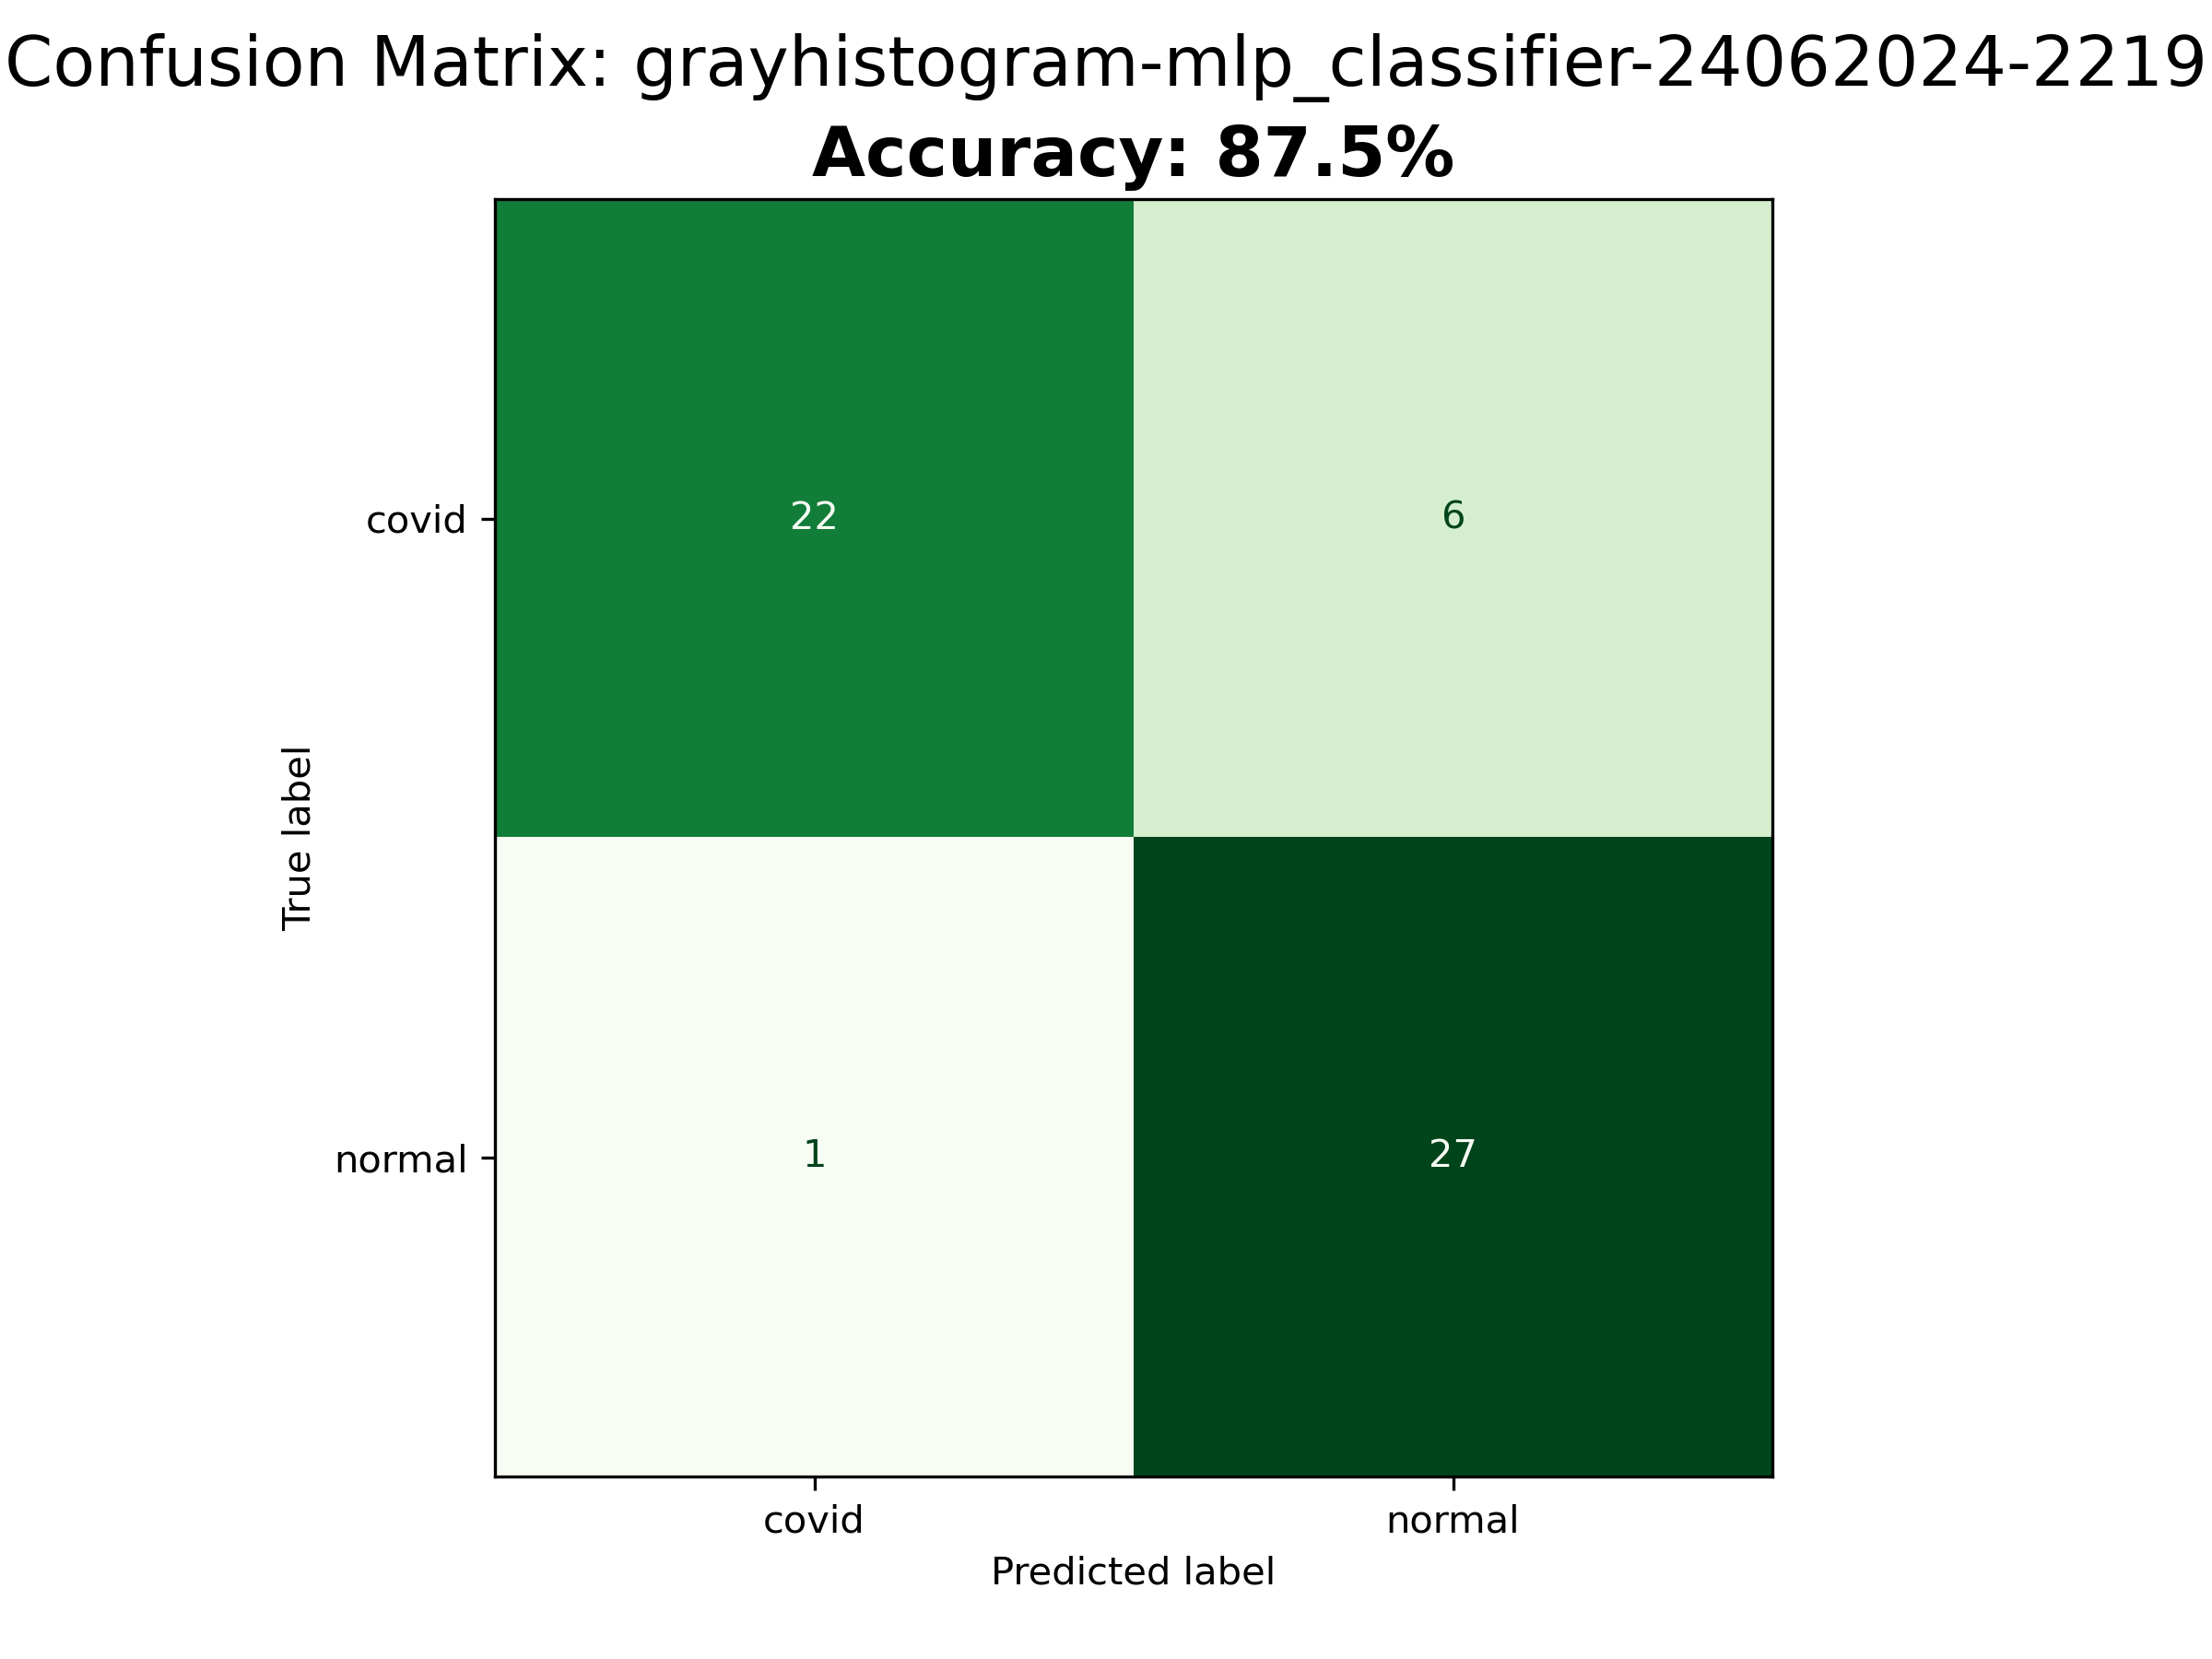 Confusion Matrix: grayhistogram-mlp_classifier-24062024-2219
Accuracy: 87.5%
covid
22
6
True label
normal
1
27
covid
normal
Predicted label